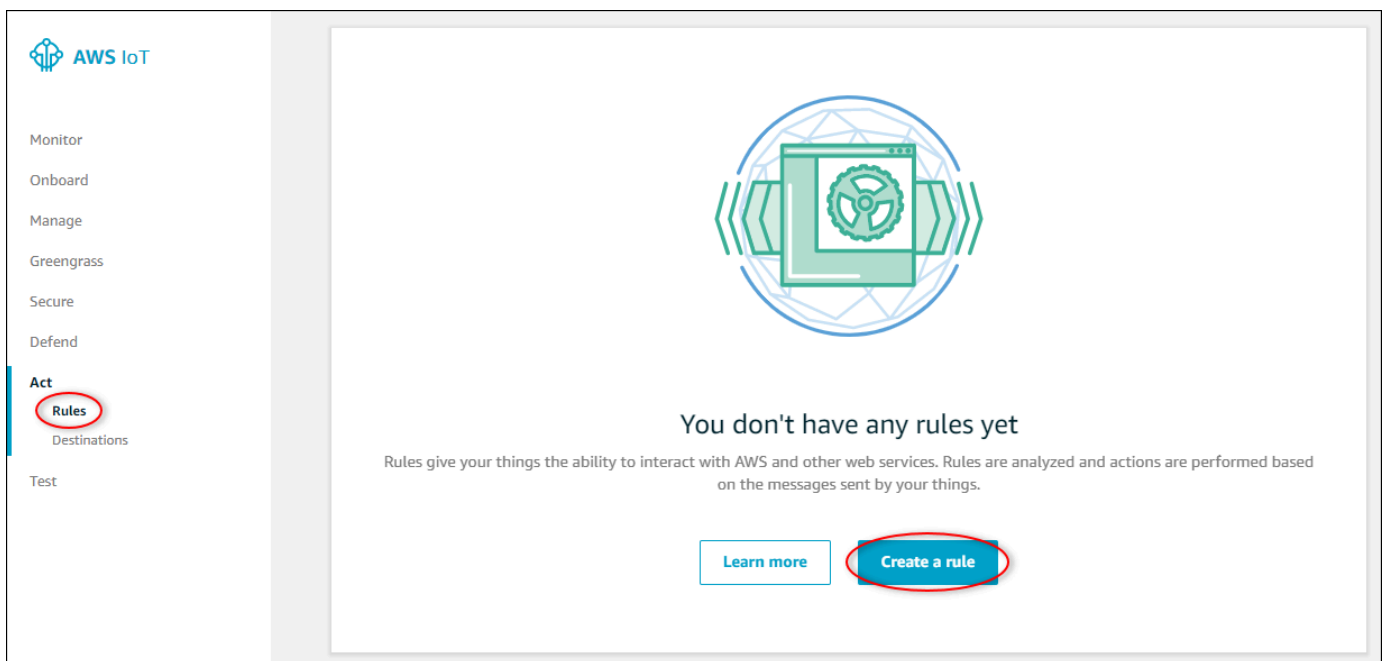 AWS IoT
Monitor
Onboard
Manage
Greengrass
Secure
Defend
Act
Rules
Destinations
Test
You don't have any rules yet
Rules give your things the ability to interact with AWS and other web services. Rules are analyzed and actions are performed based
on the messages sent by your things.
Learn more
Create a rule